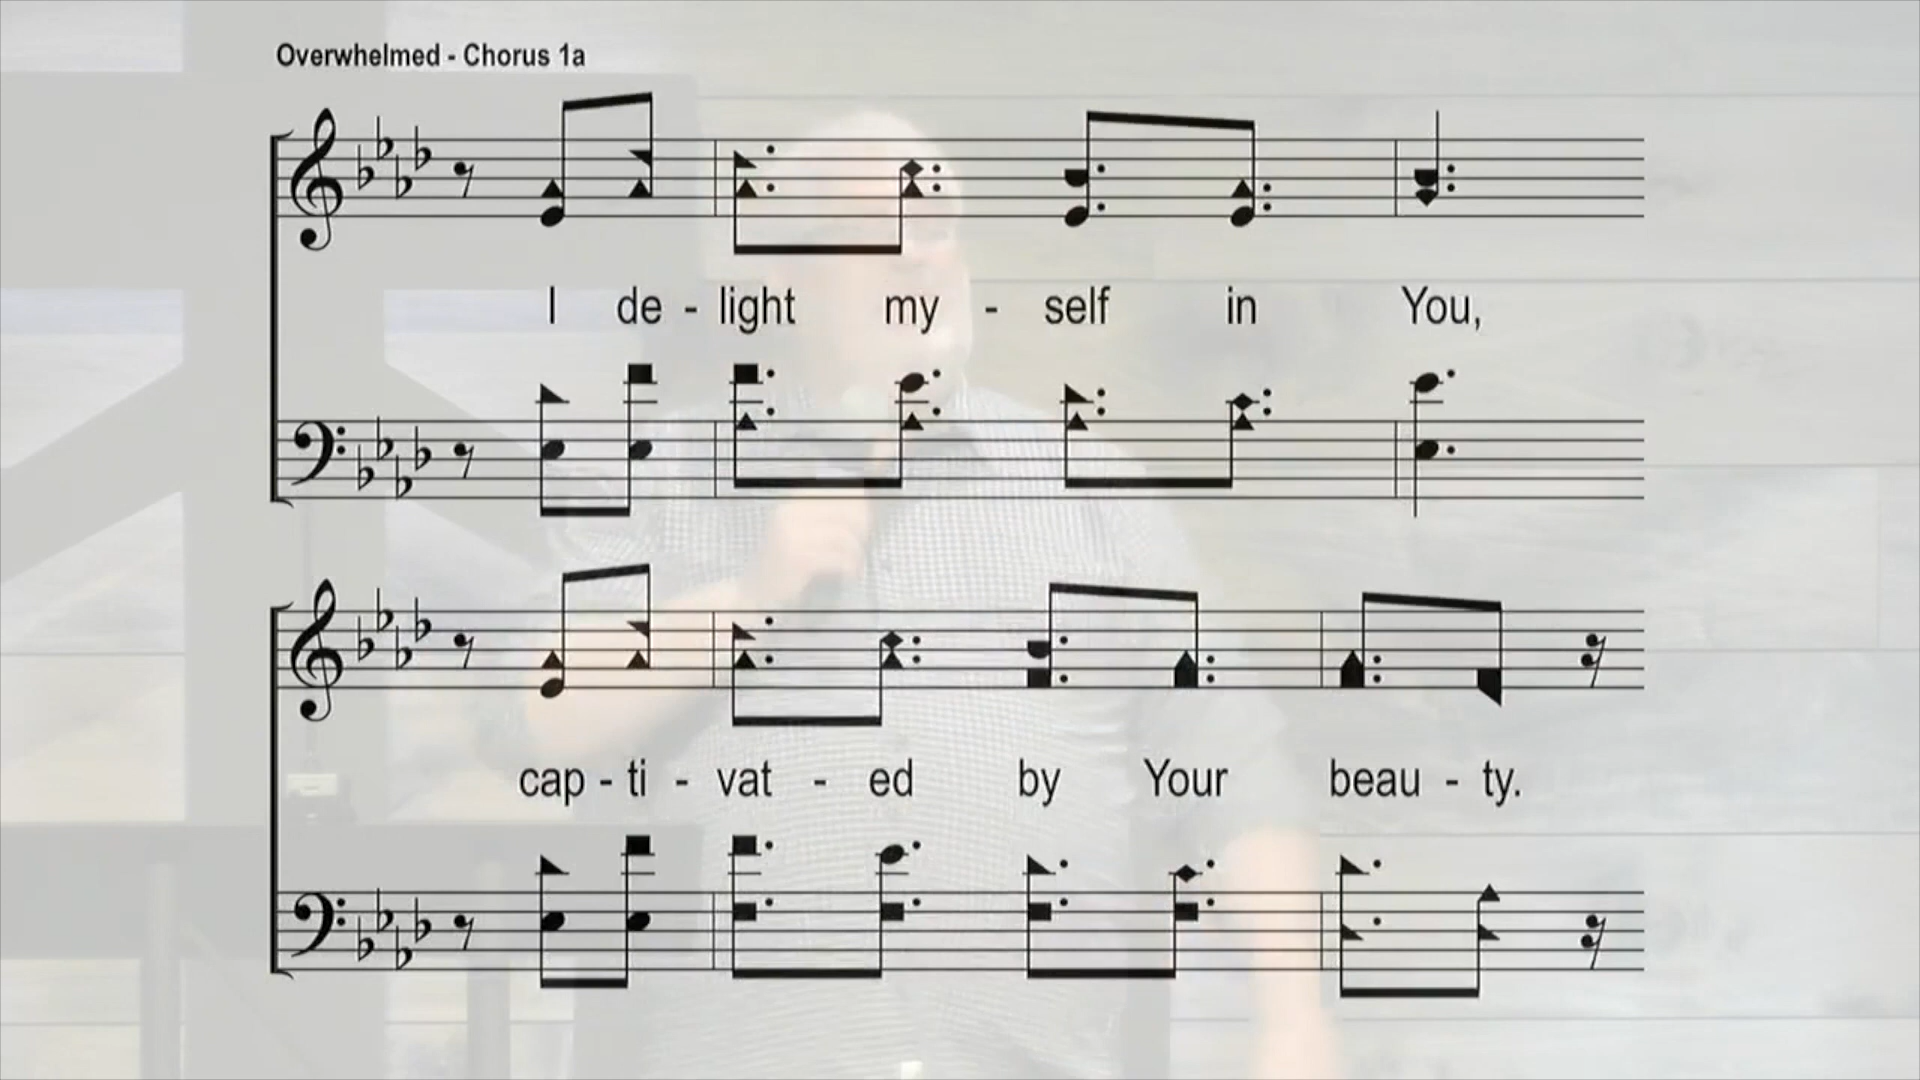 Overwhelmed - Chorus 1a
I de - light my - self in You,
cap - ti - vat - ed by Your beau - ty.